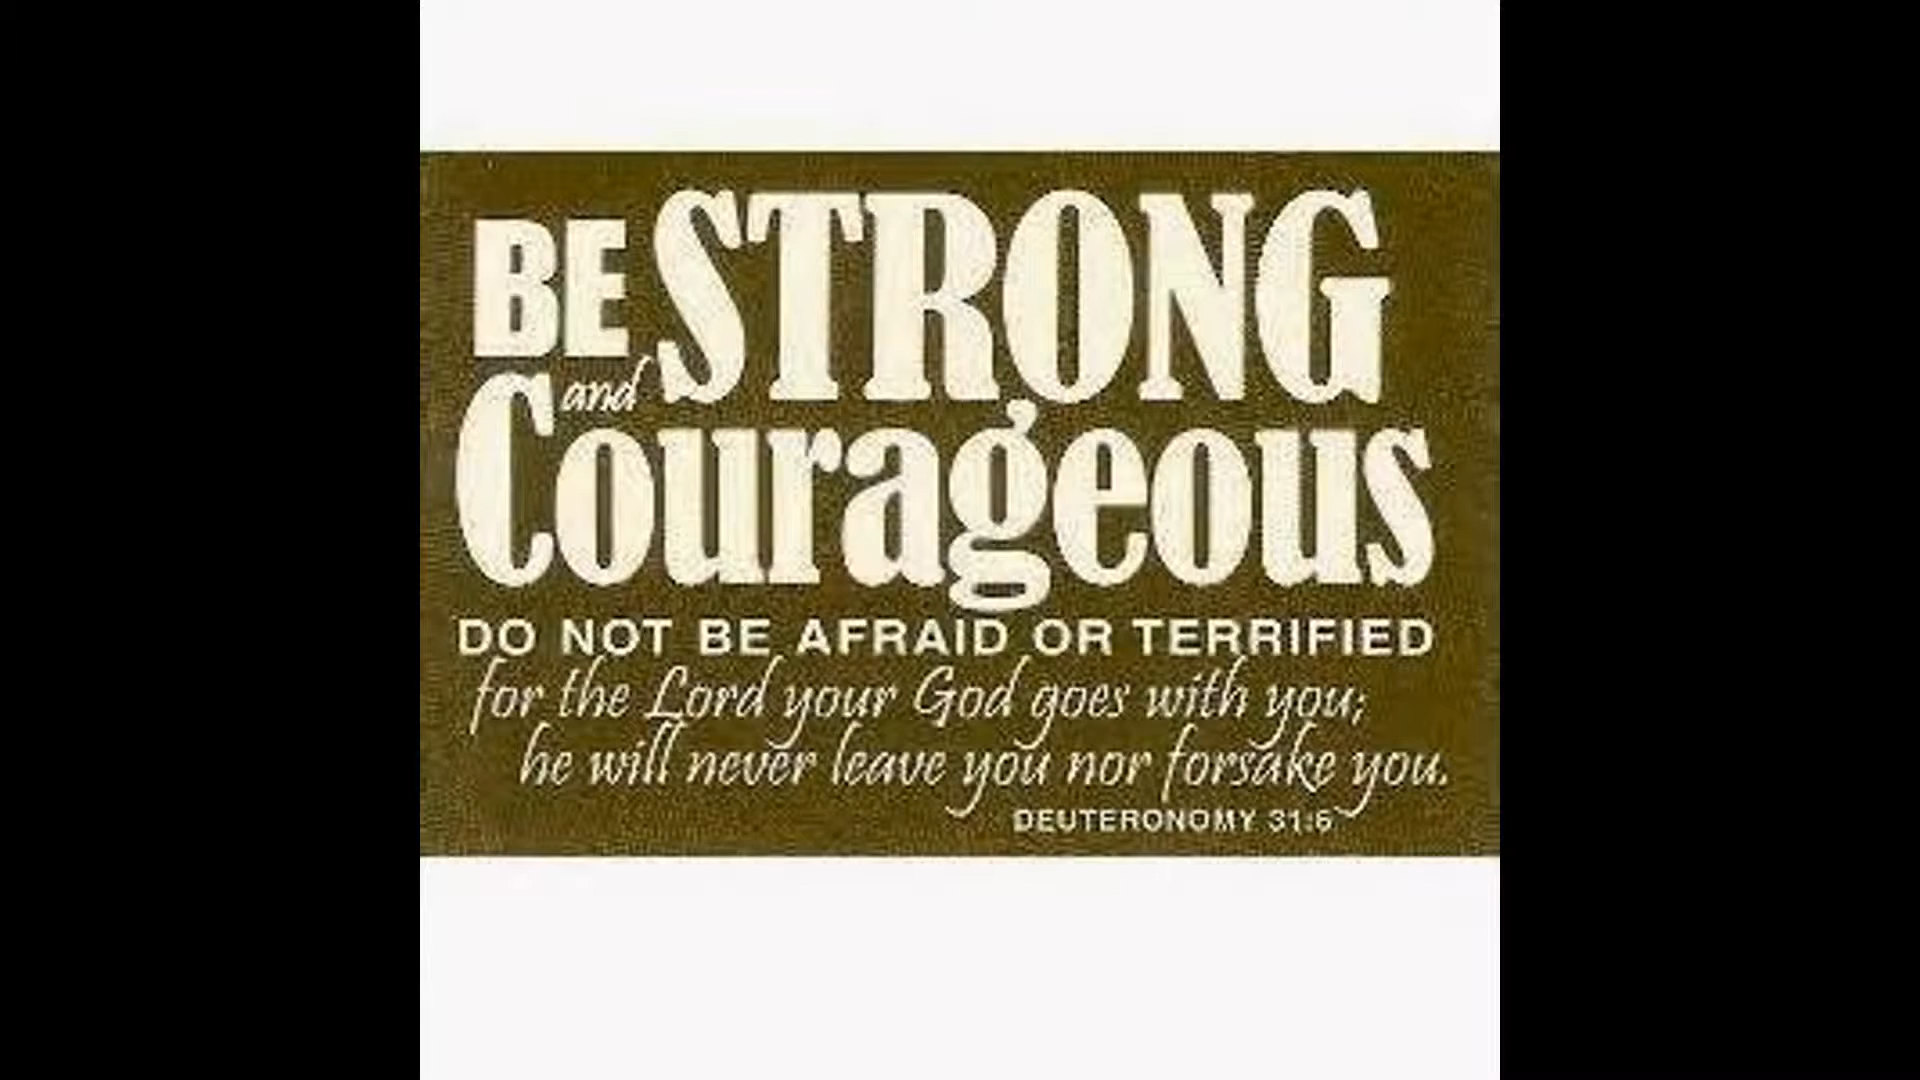 BE STRONG
and
Courageous
DO NOT BE AFRAID OR TERRIFIED
for the Lord your God goes with you;
he will never leave you nor forsake you.
DEUTERONOMY 31:6